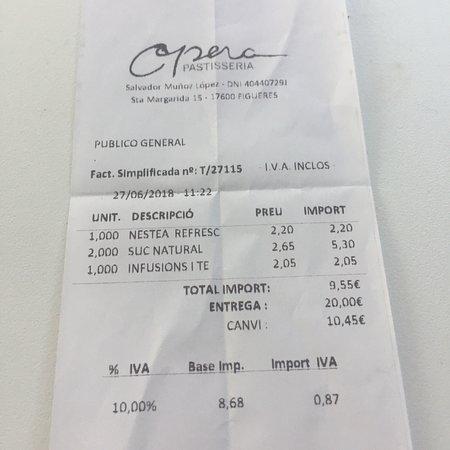 Opera
PASTISSERIA
Salvador Muñoz López - DNI 40440729J
Sta Margarida 15 - 17600 FIGUERES
PUBLICO GENERAL
Fact. Simplificada nº: T/27115 I.V.A. INCLOS
27/06/2018 - 11:22
UNIT. DESCRIPCIÓ PREU IMPORT
1,000 NESTEA REFRESC 2,20 2,20
2,000 SUC NATURAL 2,65 5,30
1,000 INFUSIONS I TE 2,05 2,05
TOTAL IMPORT: 9,55€
ENTREGA : 20,00€
CANVI : 10,45€
% IVA Base Imp. Import IVA
10,00% 8,68 0,87